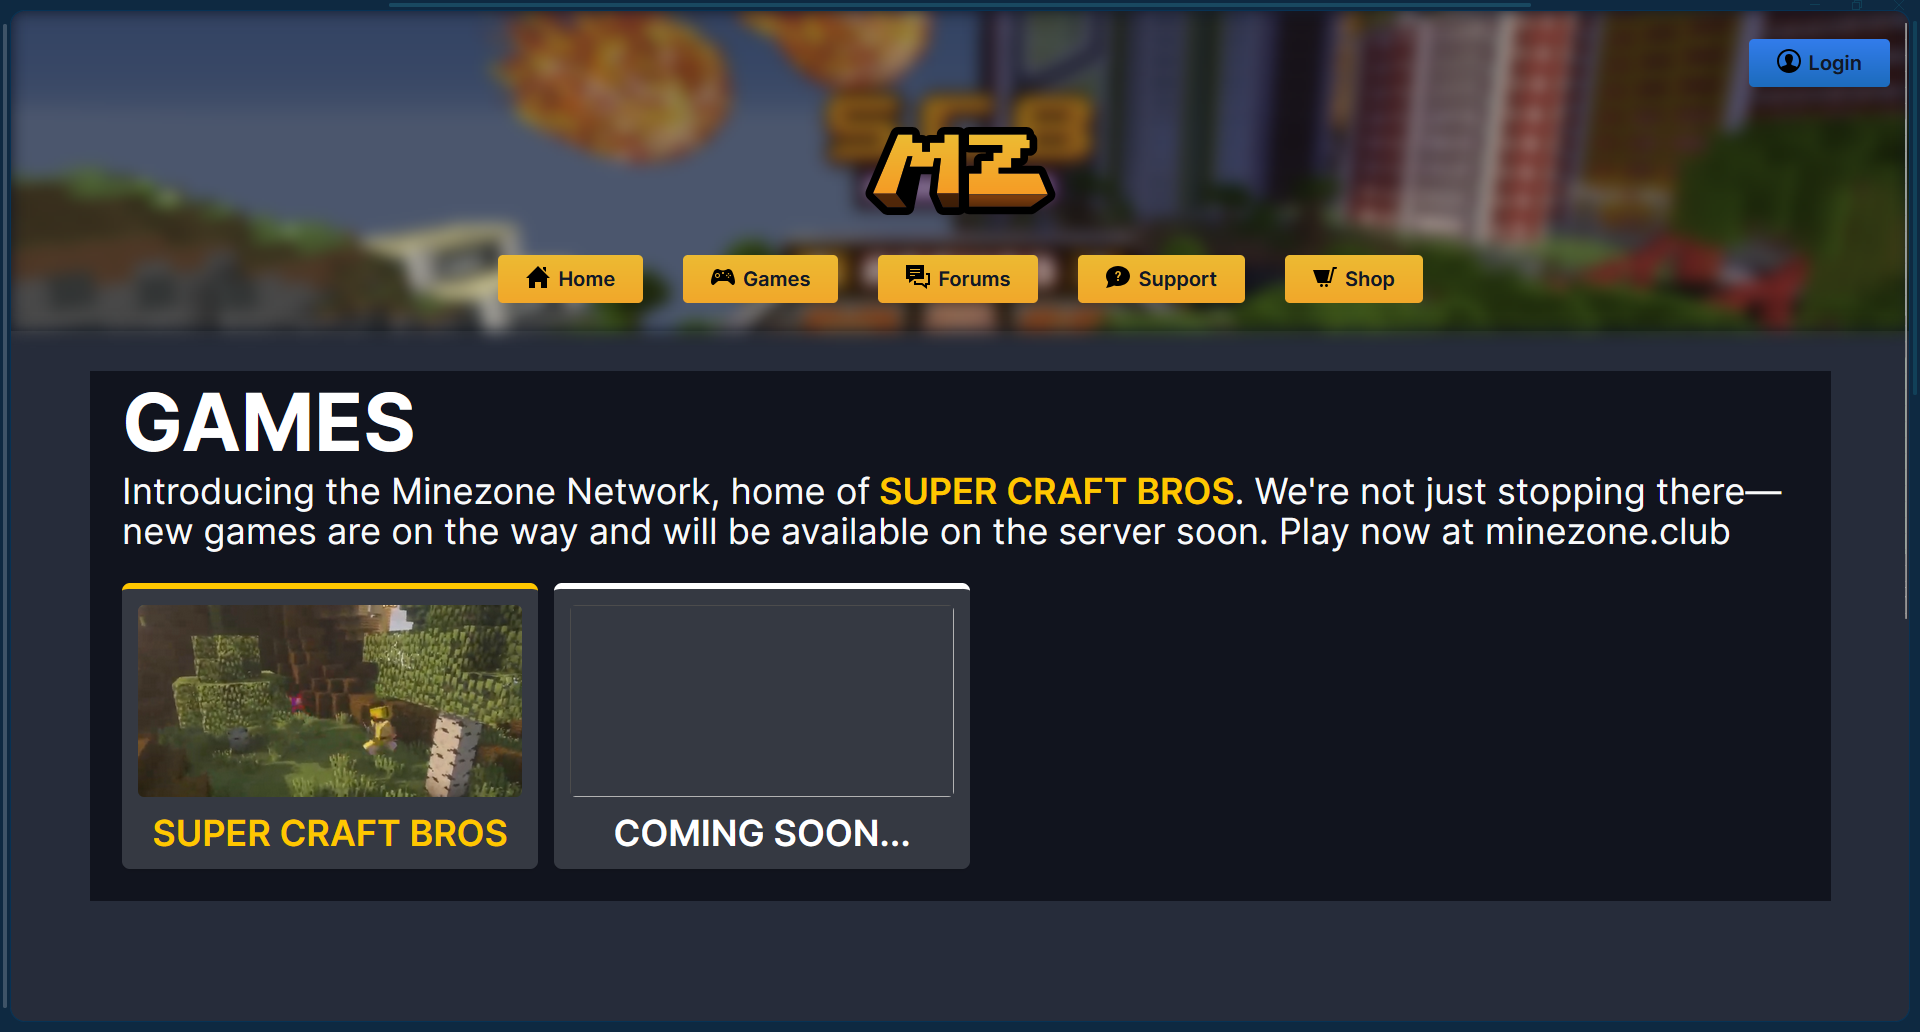 Login
SCB
MZ
Home
Games
Forums
Support
Shop
GAMES
Introducing the Minezone Network, home of SUPER CRAFT BROS. We're not just stopping there—
new games are on the way and will be available on the server soon. Play now at minezone.club
SUPER CRAFT BROS
COMING SOON...